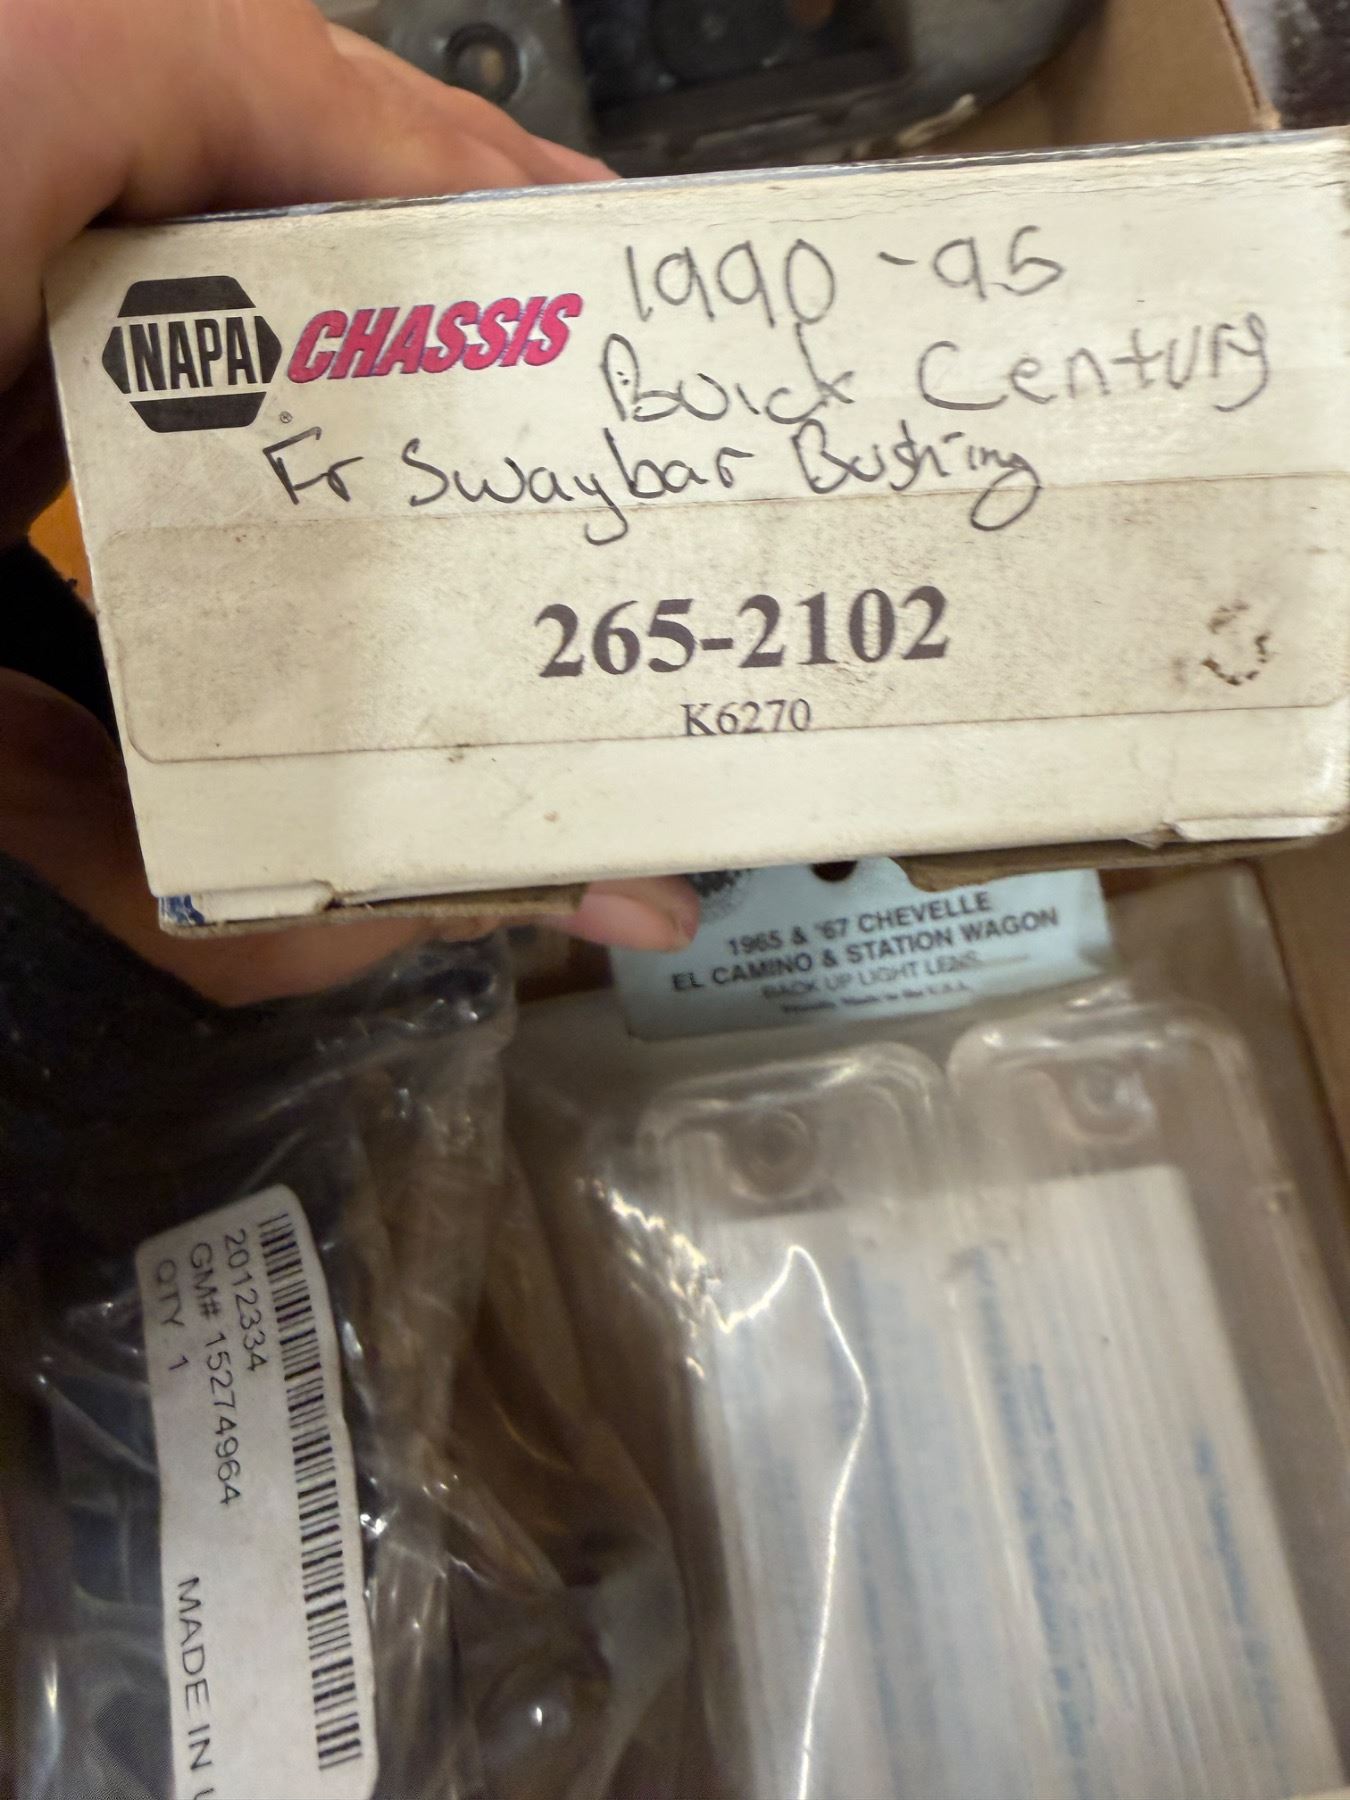 NAPA CHASSIS
®
1990-95
Buick Century
Fr Swaybar Bushing
265-2102
K6270
1965 & '67 CHEVELLE
EL CAMINO & STATION WAGON
BACK UP LIGHT LENS
2012334
GM# 15274964
QTY 1
MADE IN